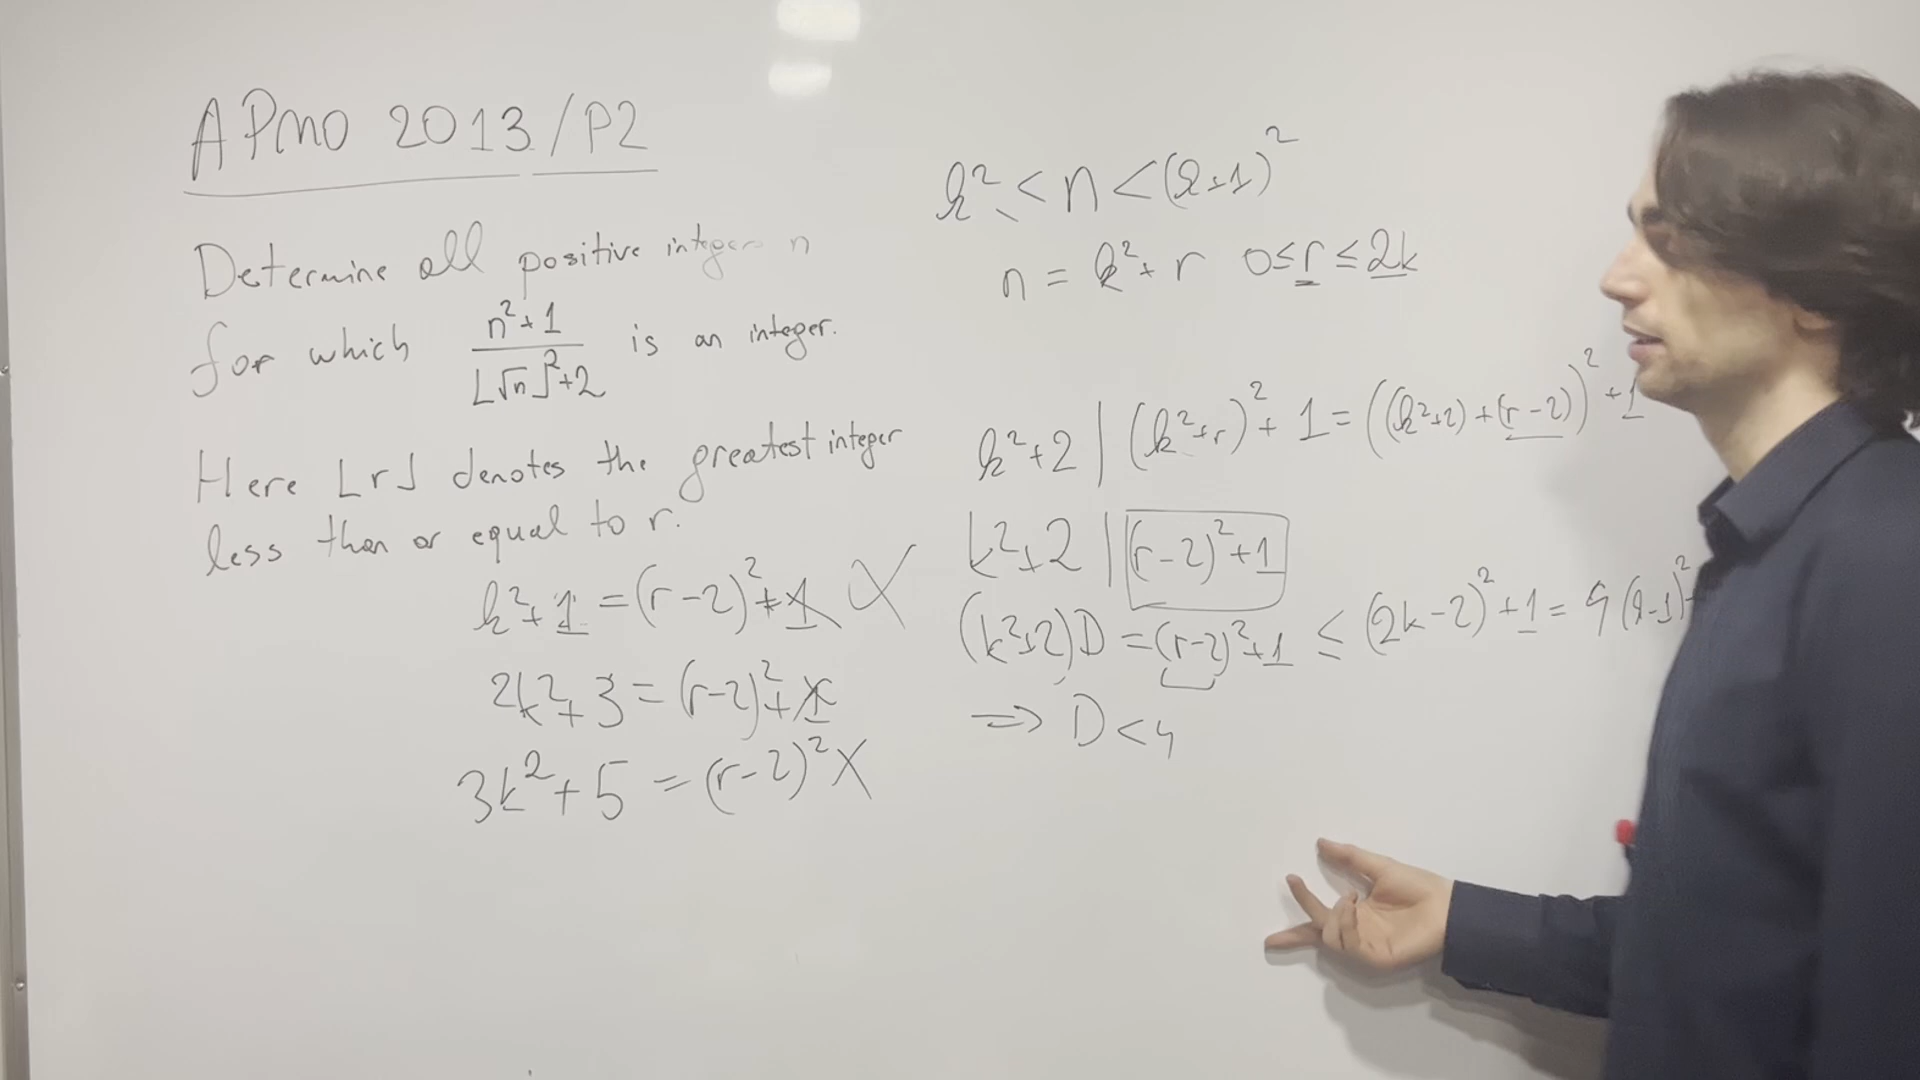 APMO 2013/P2
Determine all positive integer n
for which (n²+1)/(⌊√n⌋²+2) is an integer.
Here ⌊r⌋ denotes the greatest integer
less than or equal to r.
k²+1 = (r-2)²+1 X
2k²+3 = (r-2)²+1
3k²+5 = (r-2)² X
k² < n < (k+1)²
n = k²+r 0≤r≤2k
k²+2 | (k²+r)²+1 = ((k²+2)+(r-2))²+1
k²+2 | (r-2)²+1
(k²+2)D = (r-2)²+1 ≤ (2k-2)²+1 = 4(k-1)²+
⇒ D<4